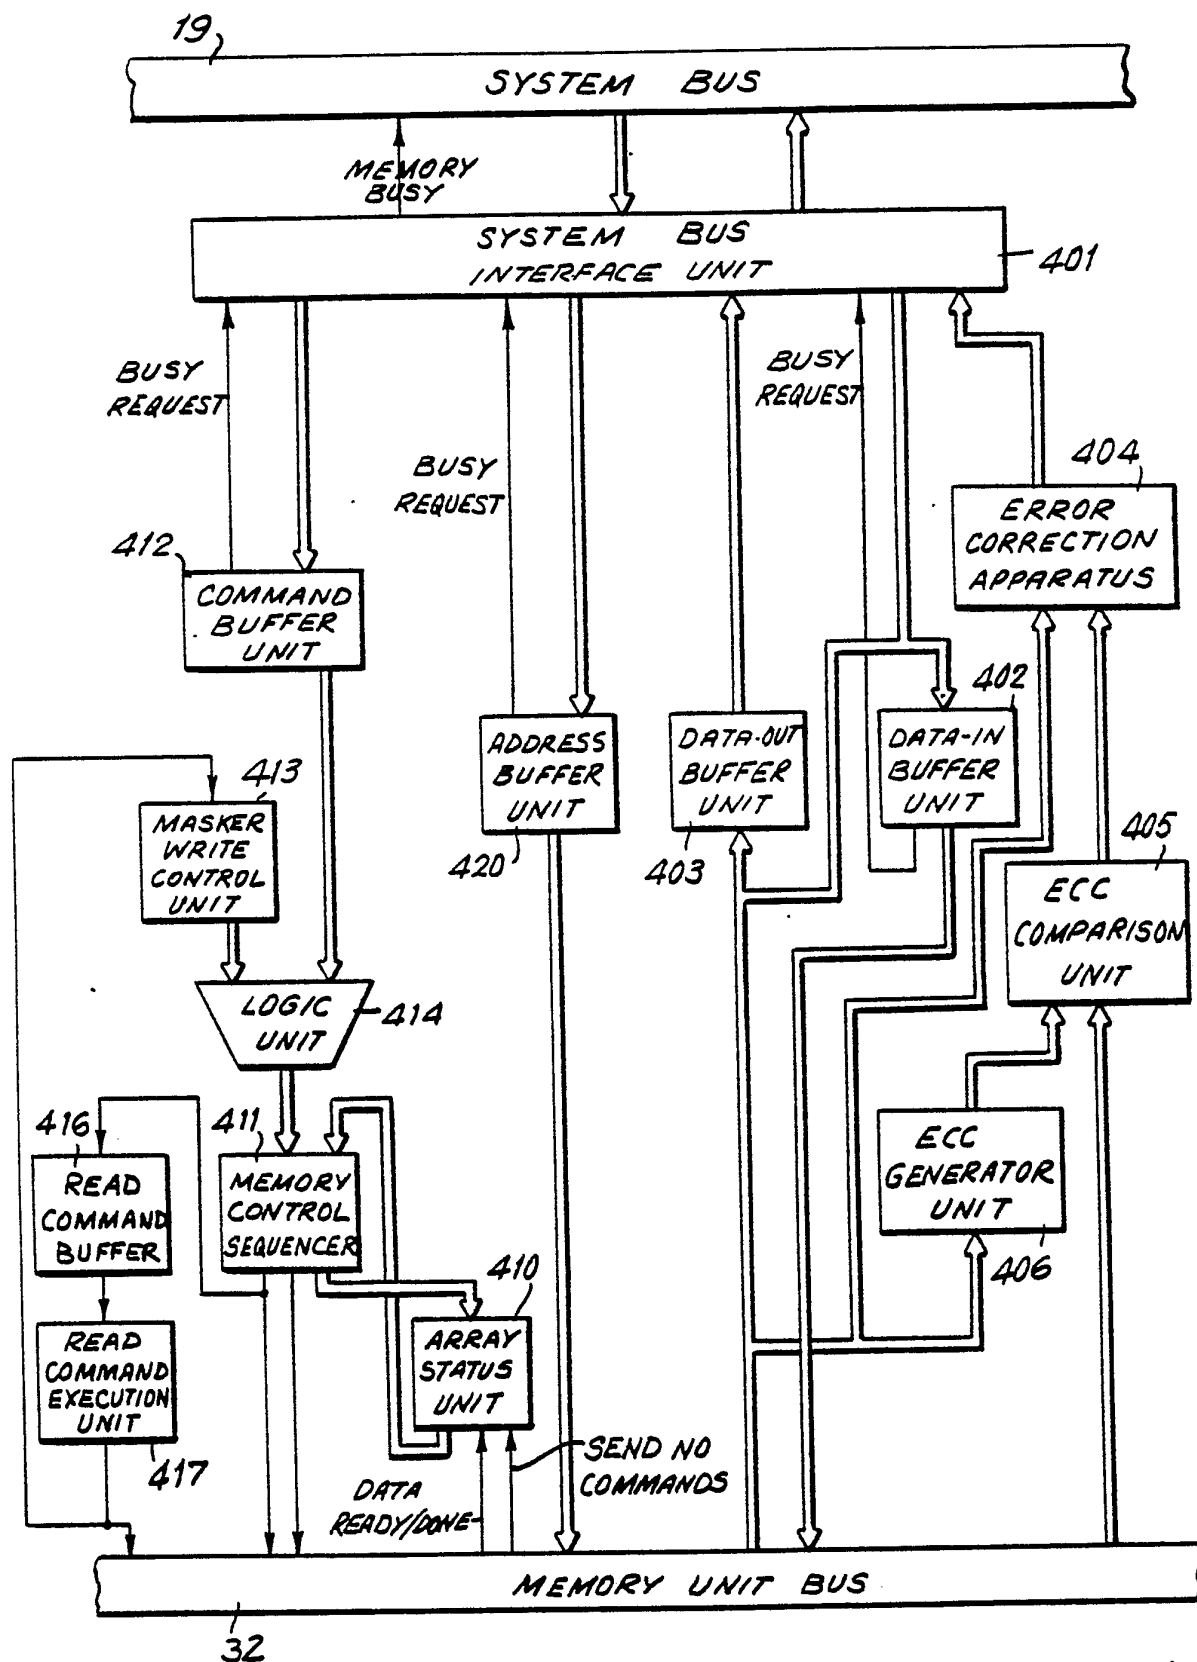 19
SYSTEM BUS
MEMORY
BUSY
SYSTEM BUS
INTERFACE UNIT
401
BUSY
REQUEST
BUSY
REQUEST
BUSY
REQUEST
404
ERROR
CORRECTION
APPARATUS
412
COMMAND
BUFFER
UNIT
402
ADDRESS
BUFFER
UNIT
420
DATA-OUT
BUFFER
UNIT
403
DATA-IN
BUFFER
UNIT
413
MASKER
WRITE
CONTROL
UNIT
405
ECC
COMPARISON
UNIT
LOGIC
UNIT
414
416
READ
COMMAND
BUFFER
411
MEMORY
CONTROL
SEQUENCER
ECC
GENERATOR
UNIT
406
410
ARRAY
STATUS
UNIT
READ
COMMAND
EXECUTION
UNIT
417
DATA
READY/DONE
SEND NO
COMMANDS
MEMORY UNIT BUS
32